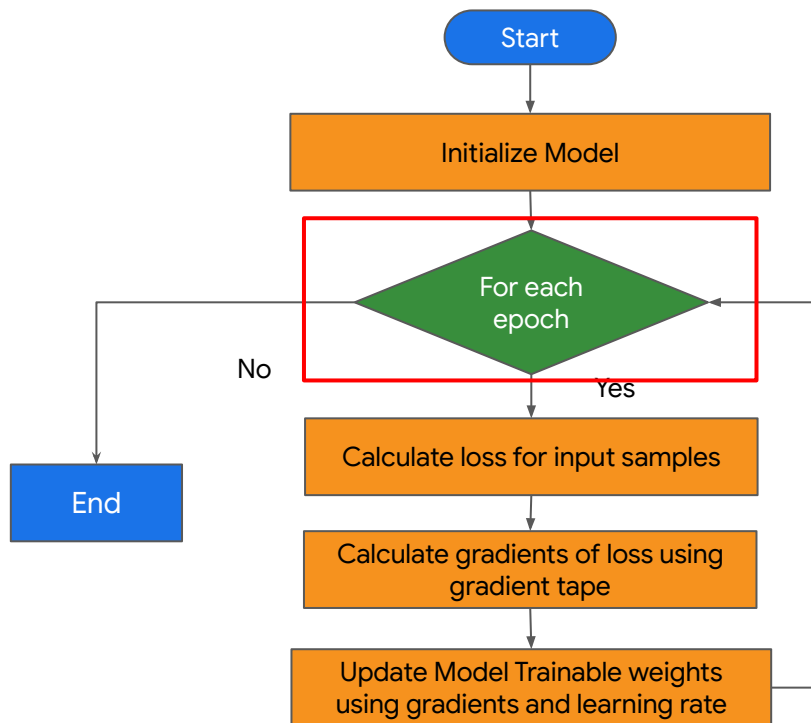 Start
Initialize Model
For each
epoch
No
Yes
Calculate loss for input samples
End
Calculate gradients of loss using
gradient tape
Update Model Trainable weights
using gradients and learning rate